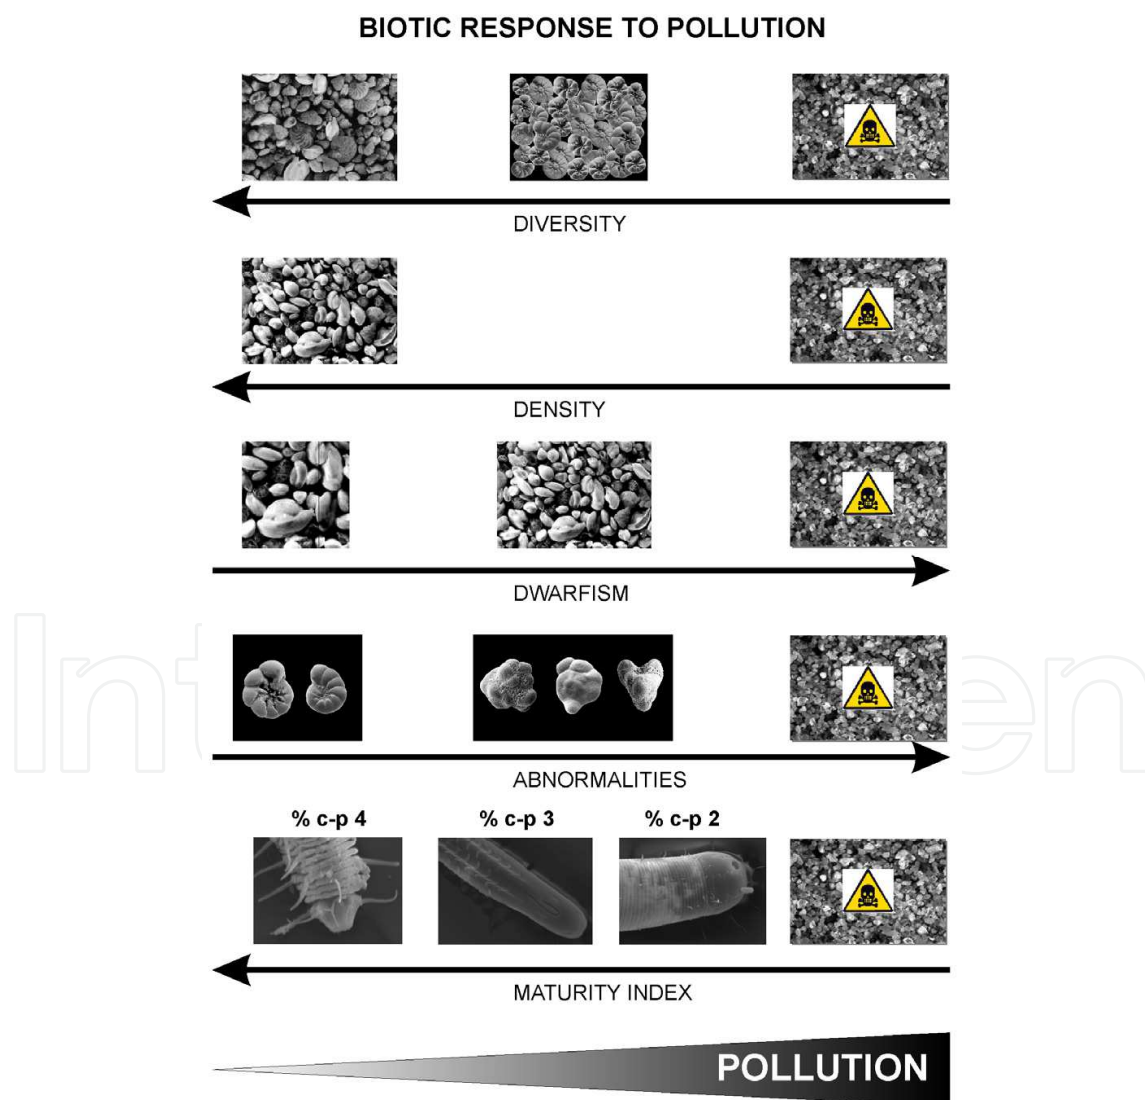 BIOTIC RESPONSE TO POLLUTION
DIVERSITY
DENSITY
DWARFISM
ABNORMALITIES
% c-p 4 % c-p 3 % c-p 2
MATURITY INDEX
POLLUTION